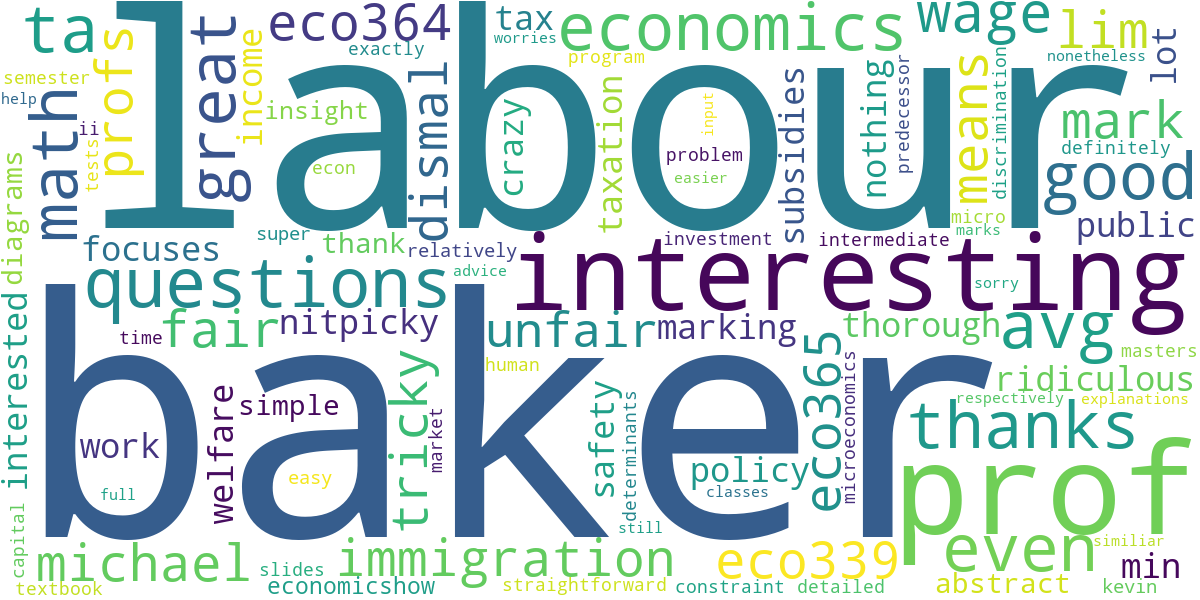 labour
baker
interesting
prof
economics
questions
eco364
ta
profs
great
math
income
insight
semester
help
ii
tests
diagrams
exactly
dismal
econ
tax
worries
crazy
program
taxation
input
problem
easier
subsidies
nothing
predecessor
wage
means
discrimination
lim
nonetheless
lot
mark
definitely
good
micro
marks
public
focuses
super
thank
relatively
advice
investment
intermediate
sorry
interested
time
fair
nitpicky
unfair
marking
thorough
avg
masters
ridiculous
respectively
explanations
thanks
human
simple
work
welfare
easy
full
tricky
market
safety
determinants
still
policy
classes
eco365
microeconomics
capital
textbook
michael
slides
economicshow
immigration
straightforward
constraint
eco339
detailed
even
abstract
similiar
min
kevin